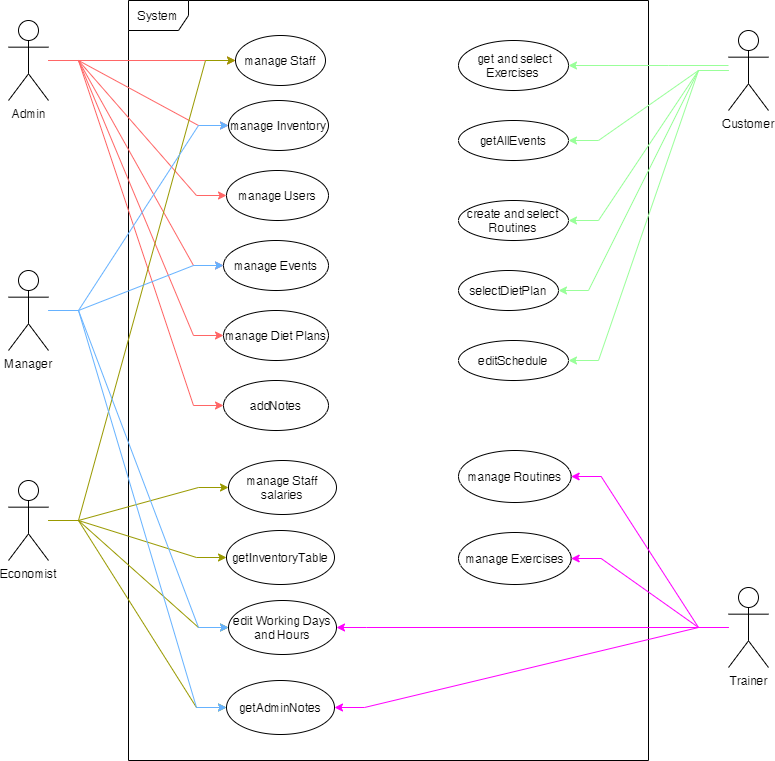 System
Admin
Manager
Economist
manage Staff
manage Inventory
manage Users
manage Events
manage Diet Plans
addNotes
manage Staff
salaries
getInventoryTable
edit Working Days
and Hours
getAdminNotes
get and select
Exercises
getAllEvents
create and select
Routines
selectDietPlan
editSchedule
manage Routines
manage Exercises
Customer
Trainer